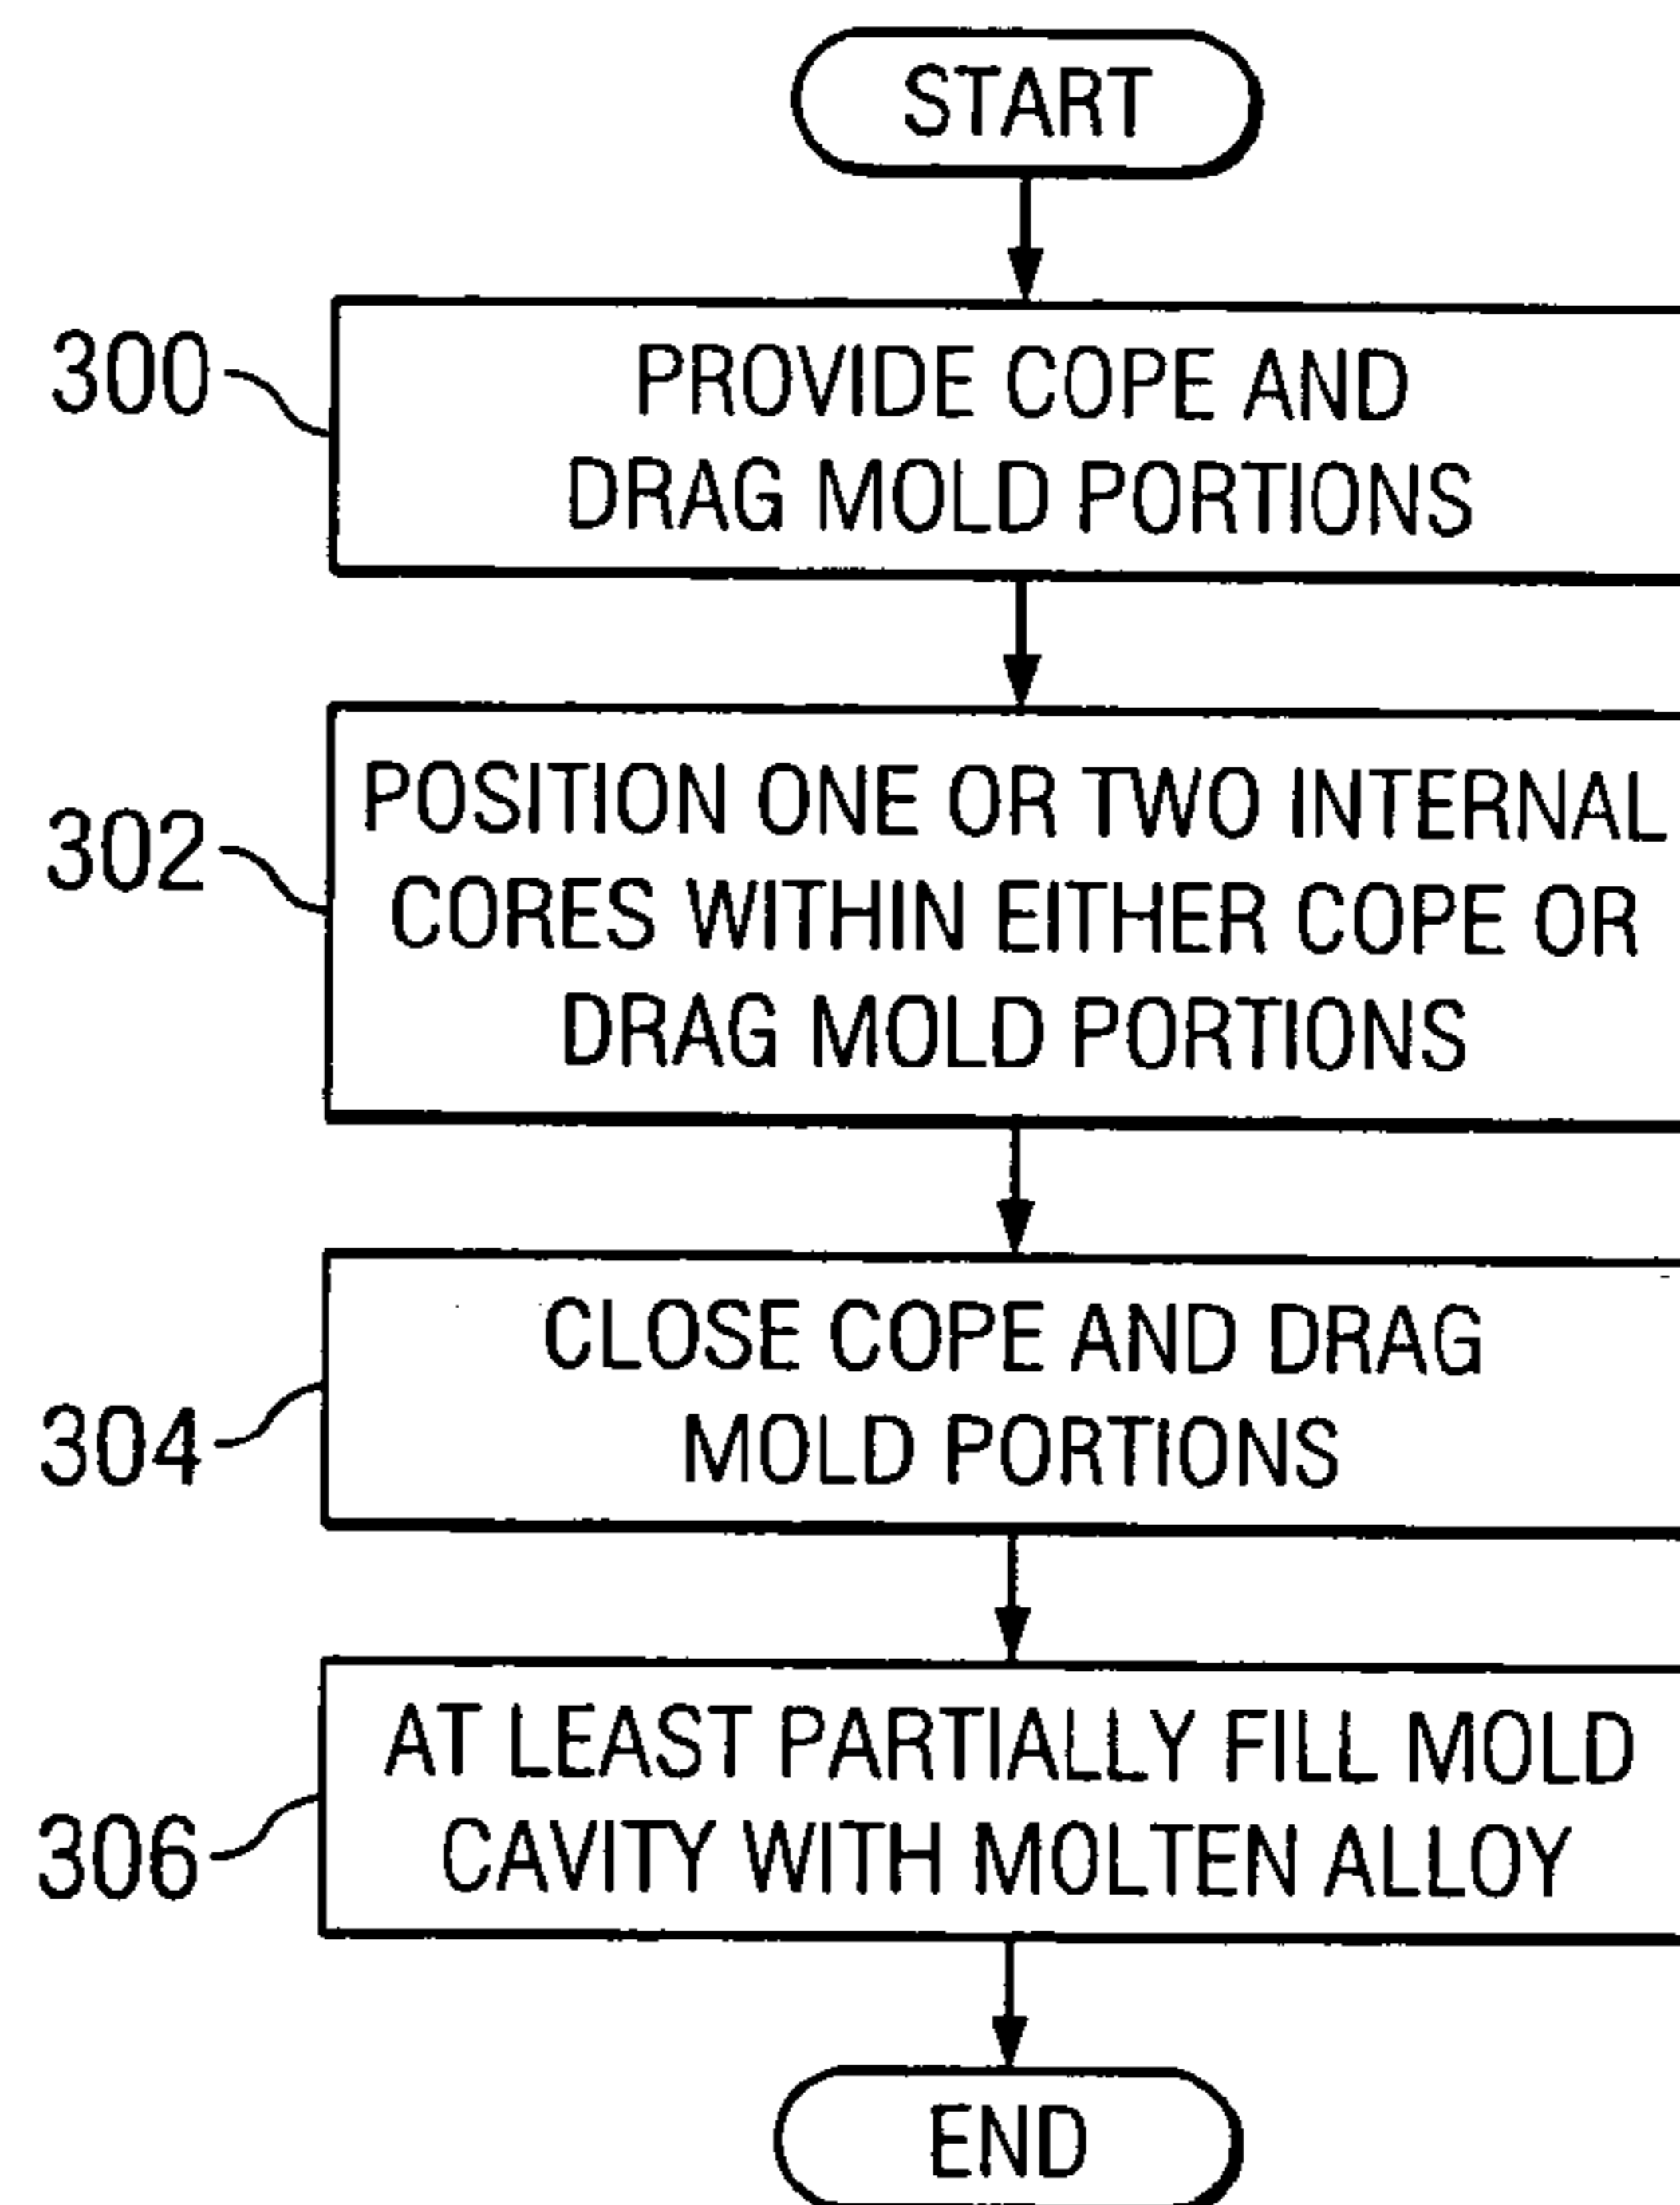 START
300
PROVIDE COPE AND
DRAG MOLD PORTIONS
302
POSITION ONE OR TWO INTERNAL
CORES WITHIN EITHER COPE OR
DRAG MOLD PORTIONS
304
CLOSE COPE AND DRAG
MOLD PORTIONS
306
AT LEAST PARTIALLY FILL MOLD
CAVITY WITH MOLTEN ALLOY
END